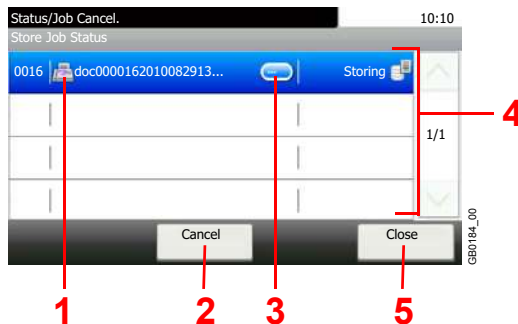 Status/Job Cancel. 10:10
Store Job Status
0016 doc0000162010082913... Storing
4
1/1
Cancel Close
GB0184_00
1 2 3 5